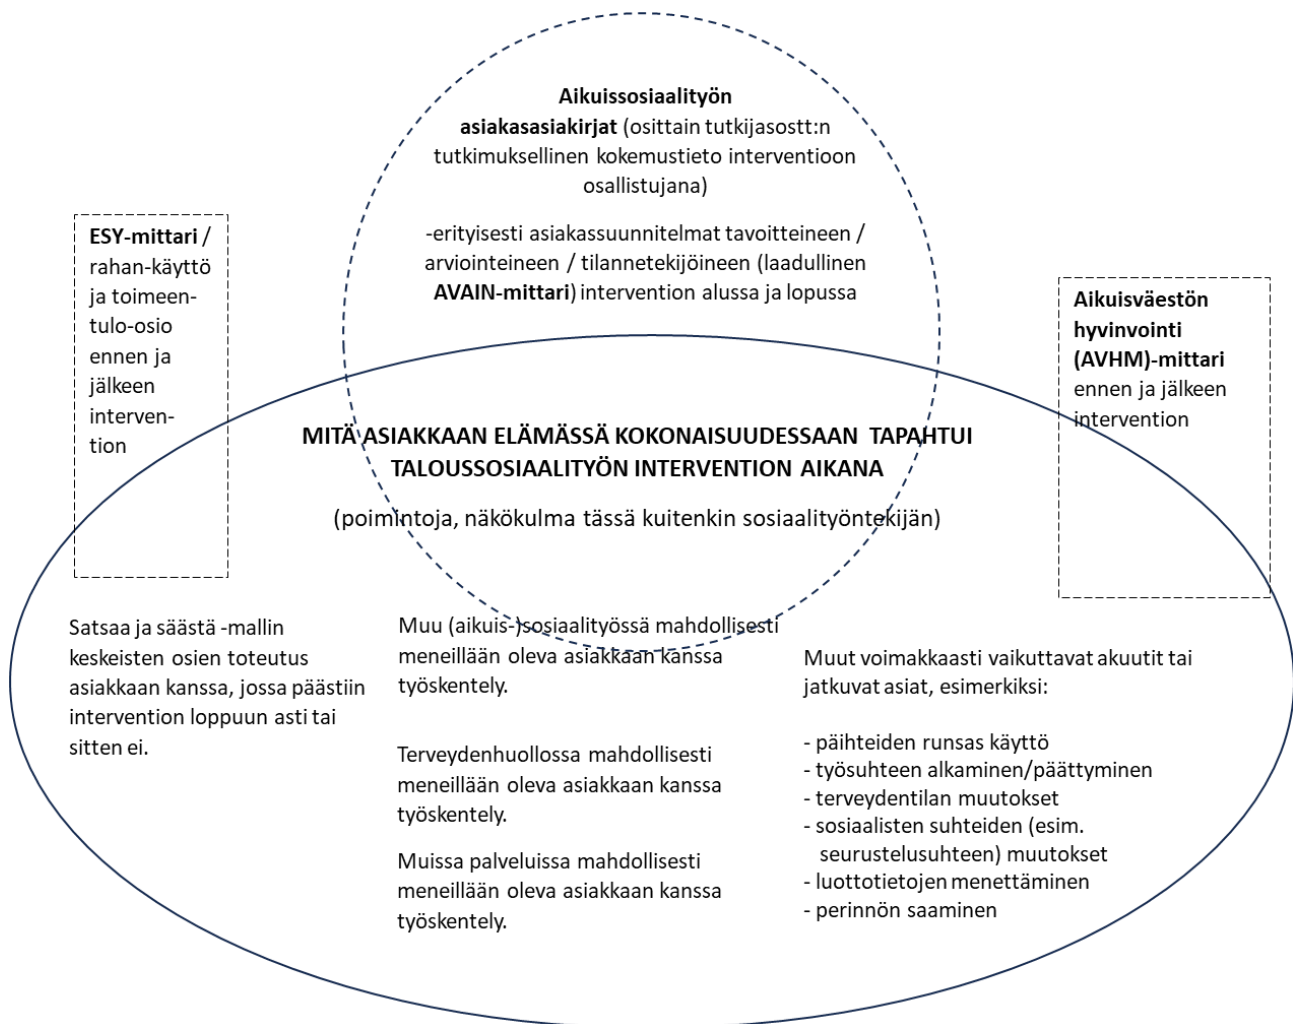 Aikuissosiaalityön
asiakasasiakirjat (osittain tutkijasostt:n
tutkimuksellinen kokemustieto interventioon
osallistujana)
-erityisesti asiakassuunnitelmat tavoitteineen /
arviointeineen / tilannetekijöineen (laadullinen
AVAIN-mittari) intervention alussa ja lopussa
ESY-mittari /
rahan-käyttö
ja toimeen-
tulo-osio
ennen ja
jälkeen
interven-
tion
Aikuisväestön
hyvinvointi
(AVHM)-mittari
ennen ja jälkeen
intervention
MITÄ ASIAKKAAN ELÄMÄSSÄ KOKONAISUUDESSAAN TAPAHTUI
TALOUSSOSIAALITYÖN INTERVENTION AIKANA
(poimintoja, näkökulma tässä kuitenkin sosiaalityöntekijän)
Satsaa ja säästä -mallin
keskeisten osien toteutus
asiakkaan kanssa, jossa päästiin
intervention loppuun asti tai
sitten ei.
Muu (aikuis-)sosiaalityössä mahdollisesti
meneillään oleva asiakkaan kanssa
työskentely.
Terveydenhuollossa mahdollisesti
meneillään oleva asiakkaan kanssa
työskentely.
Muissa palveluissa mahdollisesti
meneillään oleva asiakkaan kanssa
työskentely.
Muut voimakkaasti vaikuttavat akuutit tai
jatkuvat asiat, esimerkiksi:
- päihteiden runsas käyttö
- työsuhteen alkaminen/päättyminen
- terveydentilan muutokset
- sosiaalisten suhteiden (esim.
seurustelusuhteen) muutokset
- luottotietojen menettäminen
- perinnön saaminen